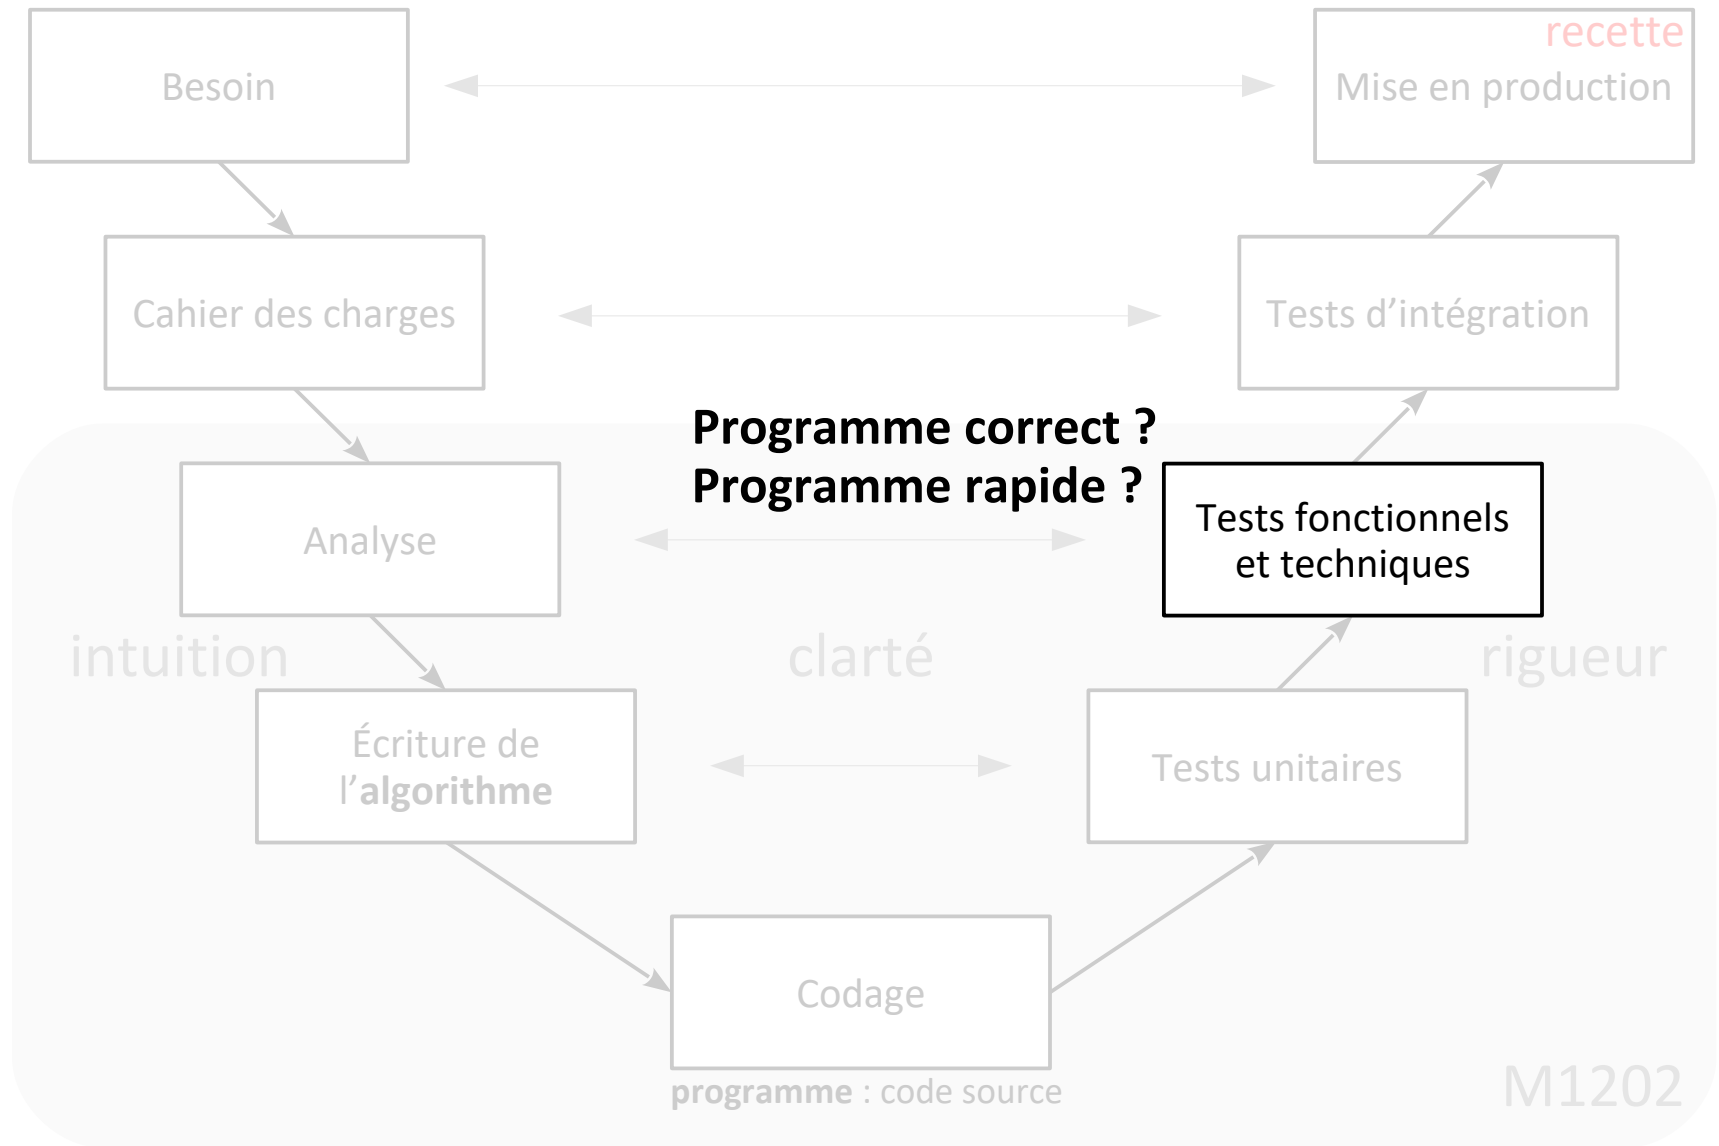 recette
Besoin
Mise en production
Cahier des charges
Tests d’intégration
Programme correct ?
Programme rapide ?
Analyse
Tests fonctionnels
et techniques
intuition
clarté
rigueur
Écriture de
l’algorithme
Tests unitaires
Codage
programme : code source
M1202